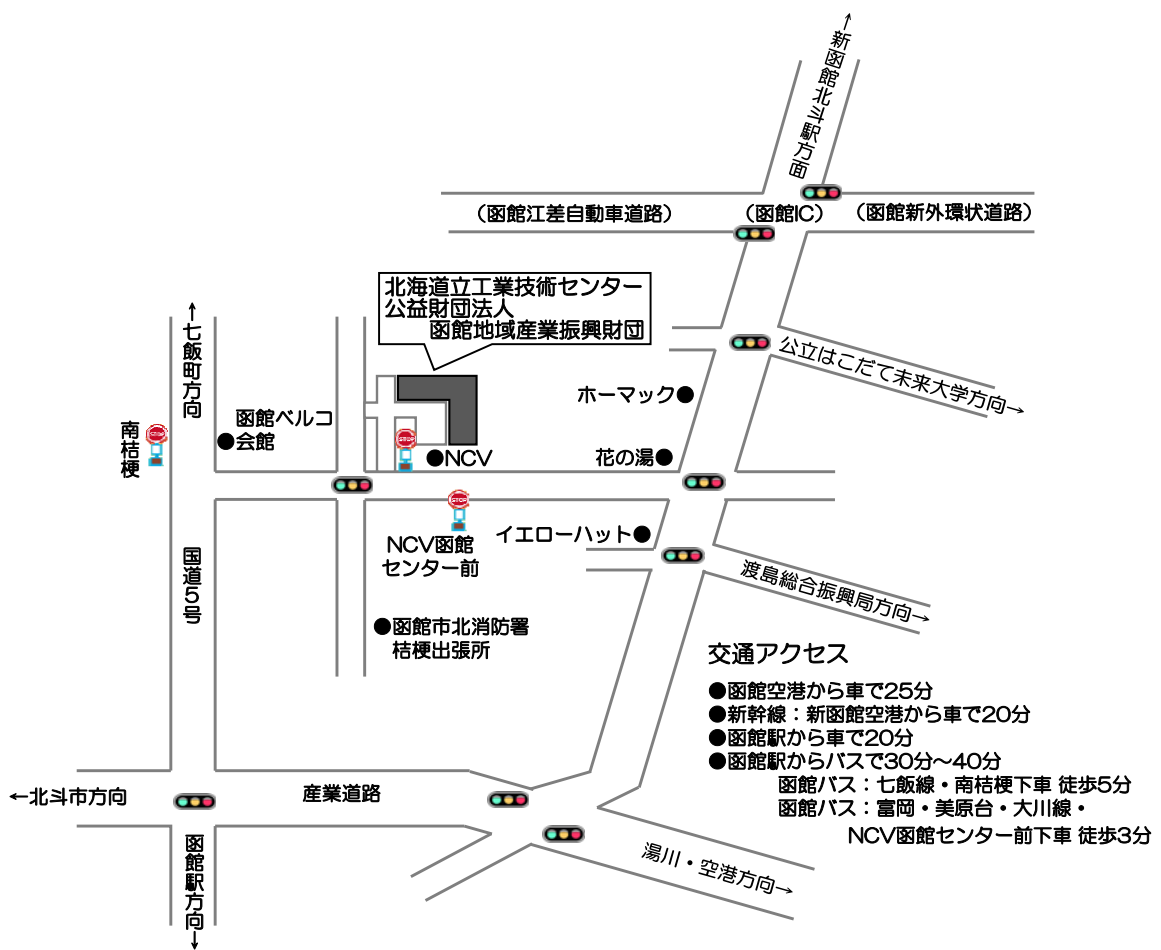 ↑新函館北斗駅方面
（函館江差自動車道路）
（函館IC）
（函館新外環状道路）
北海道立工業技術センター
公益財団法人
函館地域産業振興財団
↑七飯町方向
公立はこだて未来大学方向→
ホーマック●
南桔梗
STOP
函館ベルコ
●会館
STOP
●NCV
花の湯●
STOP
NCV函館
センター前
イエローハット●
国道5号
渡島総合振興局方向→
●函館市北消防署
桔梗出張所
交通アクセス
●函館空港から車で25分
●新幹線：新函館空港から車で20分
●函館駅から車で20分
●函館駅からバスで30分～40分
函館バス：七飯線・南桔梗下車 徒歩5分
函館バス：富岡・美原台・大川線・
NCV函館センター前下車 徒歩3分
←北斗市方向
産業道路
函館駅方向→
湯川・空港方向→